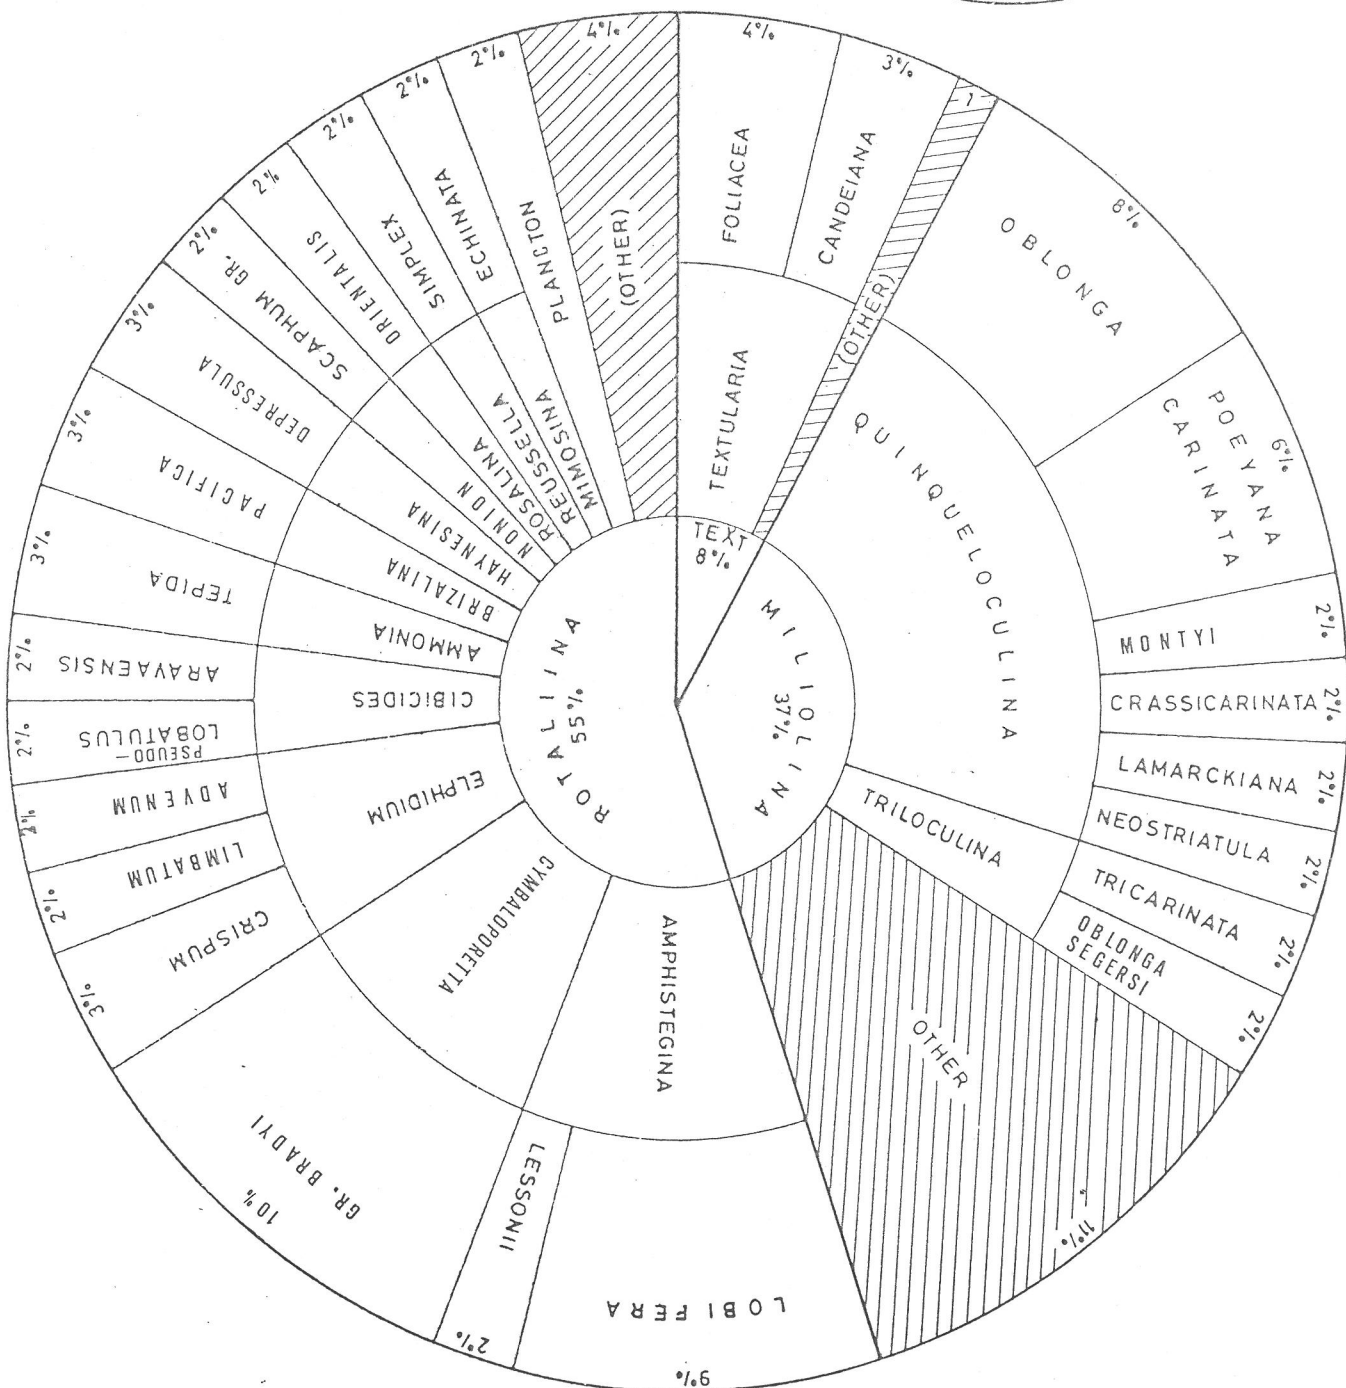 4%
FOLIACEA
3%
CANDEIANA
1
(OTHER)
TEXTULARIA
TEXT
8%
8%
OBLONGA
6%
POEYANA
CARINATA
2%
MONTYI
2%
CRASSICARINATA
2%
LAMARCKIANA
2%
NEOSTRIATULA
QUINQUELOCULINA
2%
TRICARINATA
2%
OBLONGA
SEGERSI
TRILOCULINA
11%
OTHER
MILIOLINA
37%
9%
LOBIFERA
2%
LESSONII
AMPHISTEGINA
10%
GR. BRADYI
CYMBALOPORETTA
3%
CRISPUM
2%
LIMBATUM
ADVENUM
ELPHIDIUM
2%
PSEUDO-
LOBATULUS
2%
ARAVAENSIS
CIBICIDES
3%
TEPIDA
AMMONIA
3%
PACIFICA
BRIZALINA
3%
DEPRESSULA
HAYNESINA
2%
SCAPHUM GR.
NONION
2%
ORIENTALIS
ROSALINA
2%
SIMPLEX
REUSSELLA
2%
ECHINATA
MIMOSINA
2%
PLANCTON
4%
(OTHER)
ROTALIINA
55%